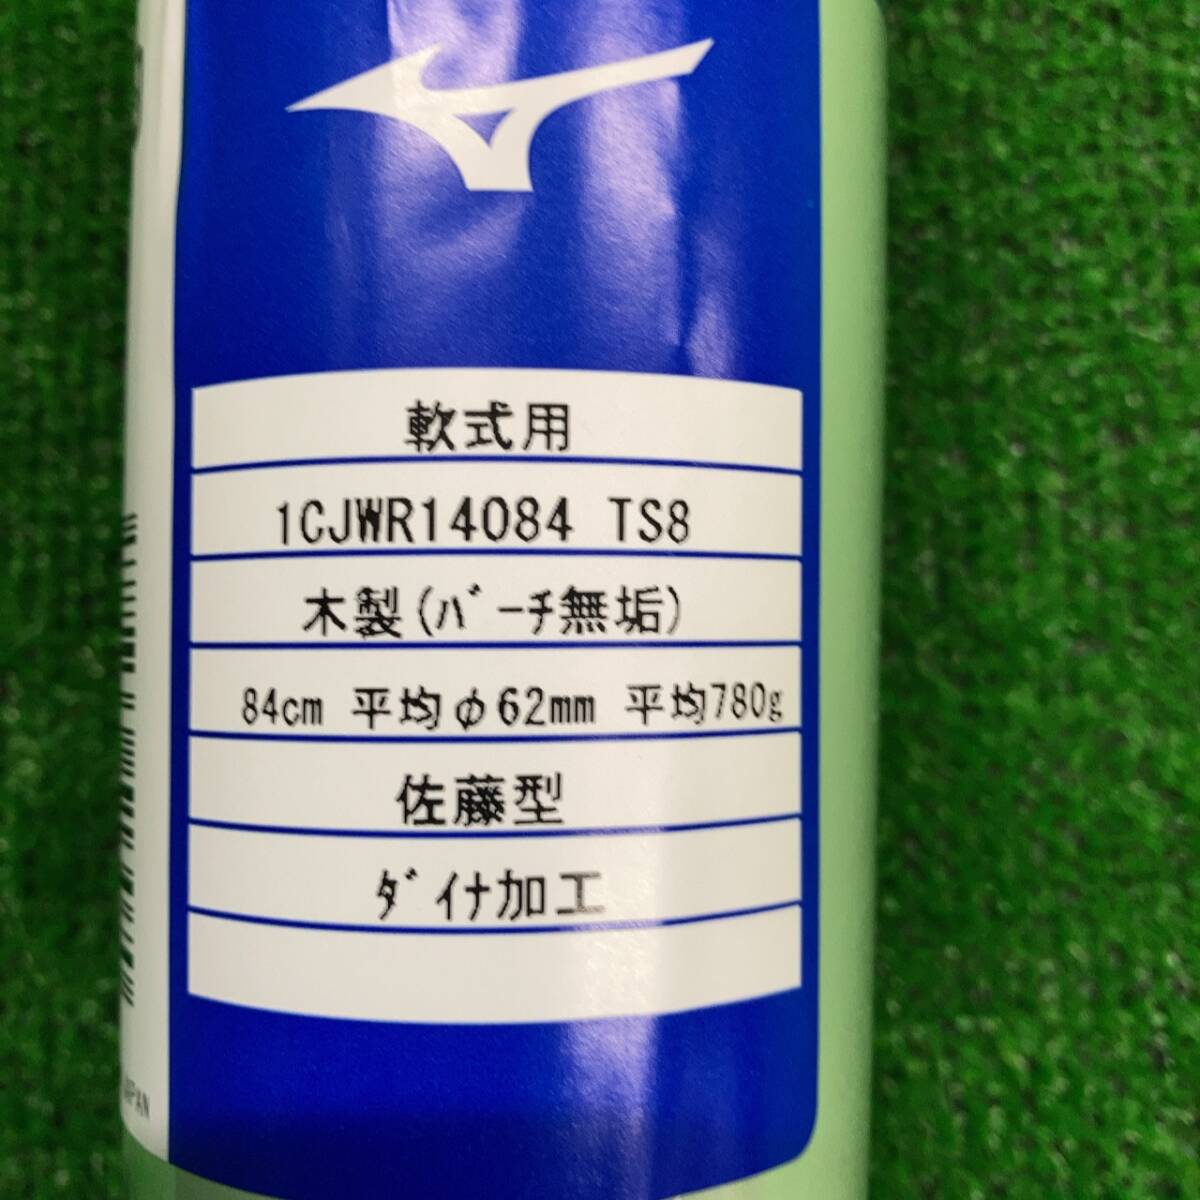 軟式用
1CJWR14084 TS8
木製(ﾊﾞｰﾁ無垢)
84cm 平均φ62mm 平均780g
佐藤型
ﾀﾞｲﾅ加工
JAPAN